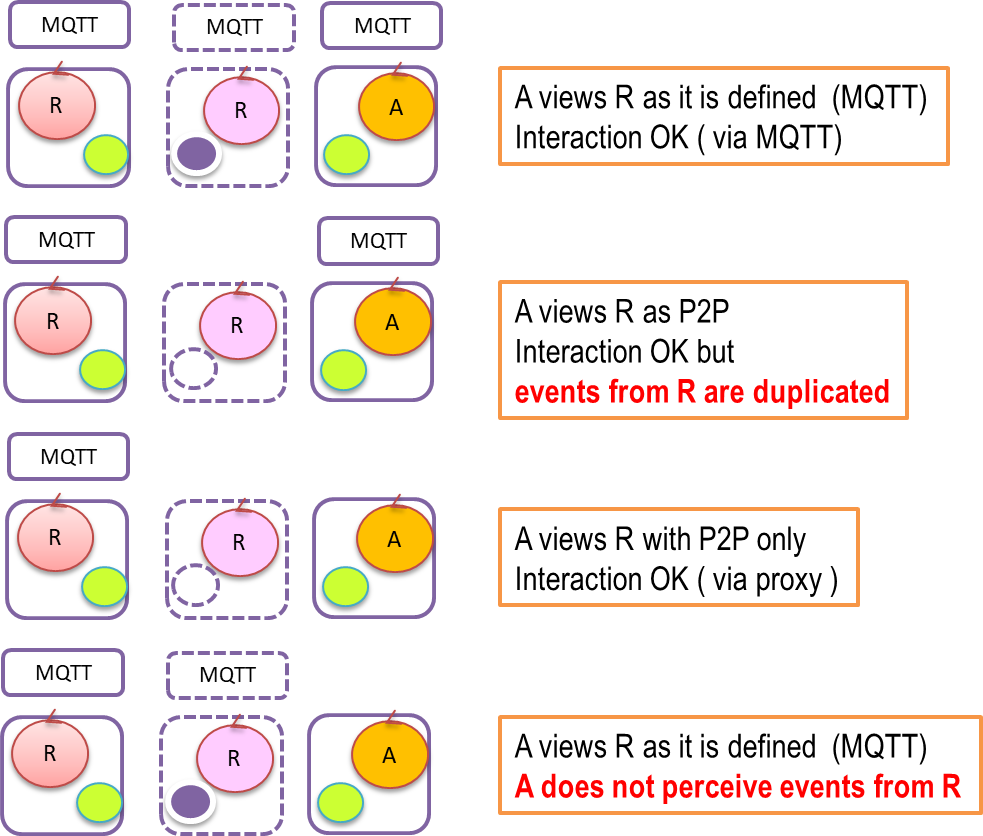 MQTT MQTT MQTT
R R A
A views R as it is defined (MQTT)
Interaction OK ( via MQTT)
MQTT MQTT
R R A
A views R as P2P
Interaction OK but
events from R are duplicated
MQTT
R R A
A views R with P2P only
Interaction OK ( via proxy )
MQTT MQTT
R R A
A views R as it is defined (MQTT)
A does not perceive events from R